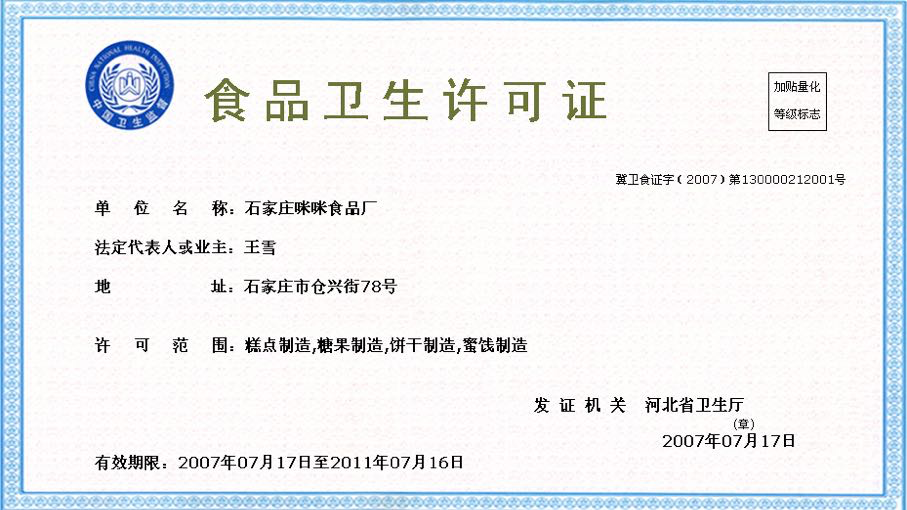 CHINA NATIONAL HEALTH INSPECTION
中国卫生监督
食品卫生许可证
加贴量化
等级标志
冀卫食证字(2007)第130000212001号
单位名称：石家庄咪咪食品厂
法定代表人或业主：王雪
地址：石家庄市仓兴街78号
许可范围：糕点制造,糖果制造,饼干制造,蜜饯制造
发证机关 河北省卫生厅
(章)
2007年07月17日
有效期限：2007年07月17日至2011年07月16日